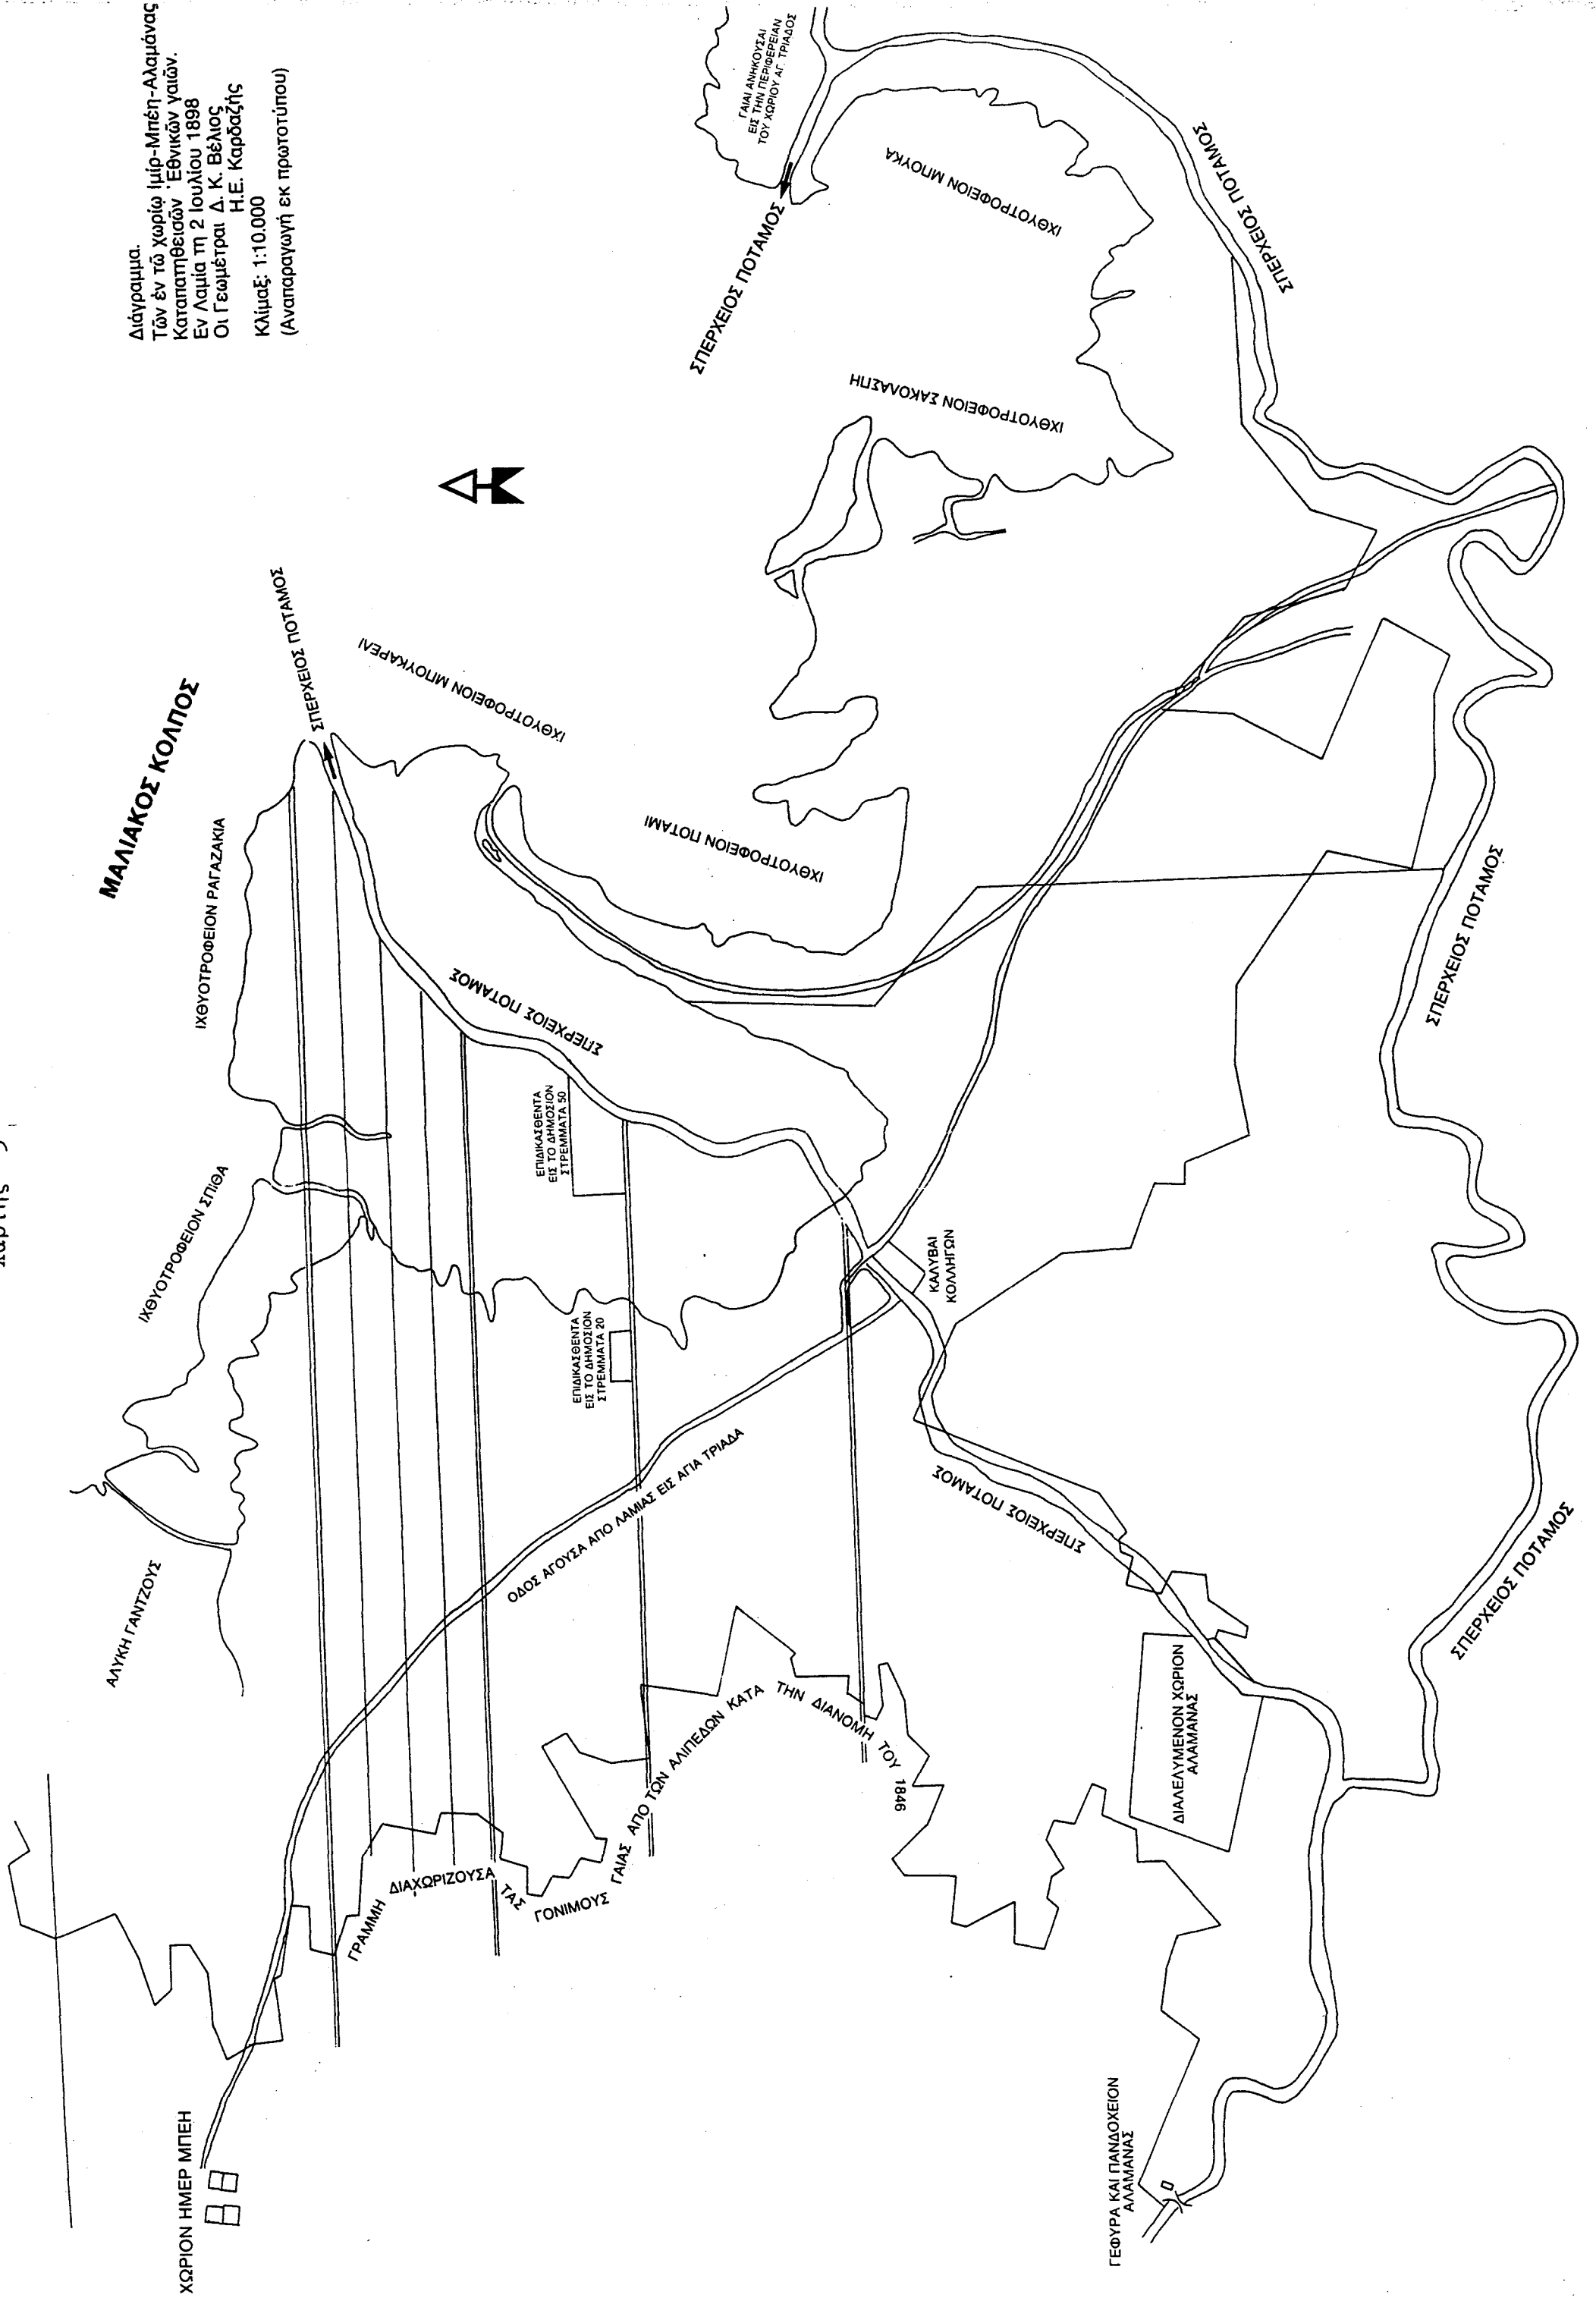 Διάγραμμα.
Τῶν ἐν τῶ χωρίω Ιμίρ-Μπέη-Αλαμάνας
Καταπατηθεισῶν Ἐθνικῶν γαιῶν.
Εν Λαμία τη 2 Ιουλίου 1898
Οι Γεωμέτραι Δ. Κ. Βέλιος
Η.Ε. Καρδαζής
Κλίμαξ: 1:10.000
(Αναπαραγωγή εκ πρωτοτύπου)
ΜΑΛΙΑΚΟΣ ΚΟΛΠΟΣ
ΧΩΡΙΟΝ ΗΜΕΡ ΜΠΕΗ
ΑΛΥΚΗ ΓΑΝΤΖΟΥΣ
ΙΧΘΥΟΤΡΟΦΕΙΟΝ ΣΠΙΘΑ
ΙΧΘΥΟΤΡΟΦΕΙΟΝ ΡΑΓΑΖΑΚΙΑ
ΣΠΕΡΧΕΙΟΣ ΠΟΤΑΜΟΣ
ΙΧΘΥΟΤΡΟΦΕΙΟΝ ΜΠΟΥΚΑΡΕΛΙ
ΓΡΑΜΜΗ ΔΙΑΧΩΡΙΖΟΥΣΑ ΤΑΣ ΓΟΝΙΜΟΥΣ ΓΑΙΑΣ ΑΠΟ ΤΩΝ ΑΛΙΠΕΔΩΝ ΚΑΤΑ ΤΗΝ ΔΙΑΝΟΜΗ ΤΟΥ 1846
ΟΔΟΣ ΑΓΟΥΣΑ ΑΠΟ ΛΑΜΙΑΣ ΕΙΣ ΑΓΙΑ ΤΡΙΑΔΑ
ΕΠΙΔΙΚΑΣΘΕΝΤΑ
ΕΙΣ ΤΟ ΔΗΜΟΣΙΟΝ
ΣΤΡΕΜΜΑΤΑ 20
ΕΠΙΔΙΚΑΣΘΕΝΤΑ
ΕΙΣ ΤΟ ΔΗΜΟΣΙΟΝ
ΣΤΡΕΜΜΑΤΑ 50
ΣΠΕΡΧΕΙΟΣ ΠΟΤΑΜΟΣ
ΙΧΘΥΟΤΡΟΦΕΙΟΝ ΠΟΤΑΜΙ
ΙΧΘΥΟΤΡΟΦΕΙΟΝ ΣΑΚΟΛΑΣΠΗ
ΣΠΕΡΧΕΙΟΣ ΠΟΤΑΜΟΣ
ΓΑΙΑΙ ΑΝΗΚΟΥΣΑΙ
ΕΙΣ ΤΗΝ ΠΕΡΙΦΕΡΕΙΑΝ
ΤΟΥ ΧΩΡΙΟΥ ΑΓ. ΤΡΙΑΔΟΣ
ΙΧΘΥΟΤΡΟΦΕΙΟΝ ΜΠΟΥΚΑ
ΣΠΕΡΧΕΙΟΣ ΠΟΤΑΜΟΣ
ΚΑΛΥΒΑΙ
ΚΟΛΛΗΓΩΝ
ΣΠΕΡΧΕΙΟΣ ΠΟΤΑΜΟΣ
ΔΙΑΛΕΛΥΜΕΝΟΝ ΧΩΡΙΟΝ
ΑΛΑΜΑΝΑΣ
ΓΕΦΥΡΑ ΚΑΙ ΠΑΝΔΟΧΕΙΟΝ
ΑΛΑΜΑΝΑΣ
ΣΠΕΡΧΕΙΟΣ ΠΟΤΑΜΟΣ
ΣΠΕΡΧΕΙΟΣ ΠΟΤΑΜΟΣ